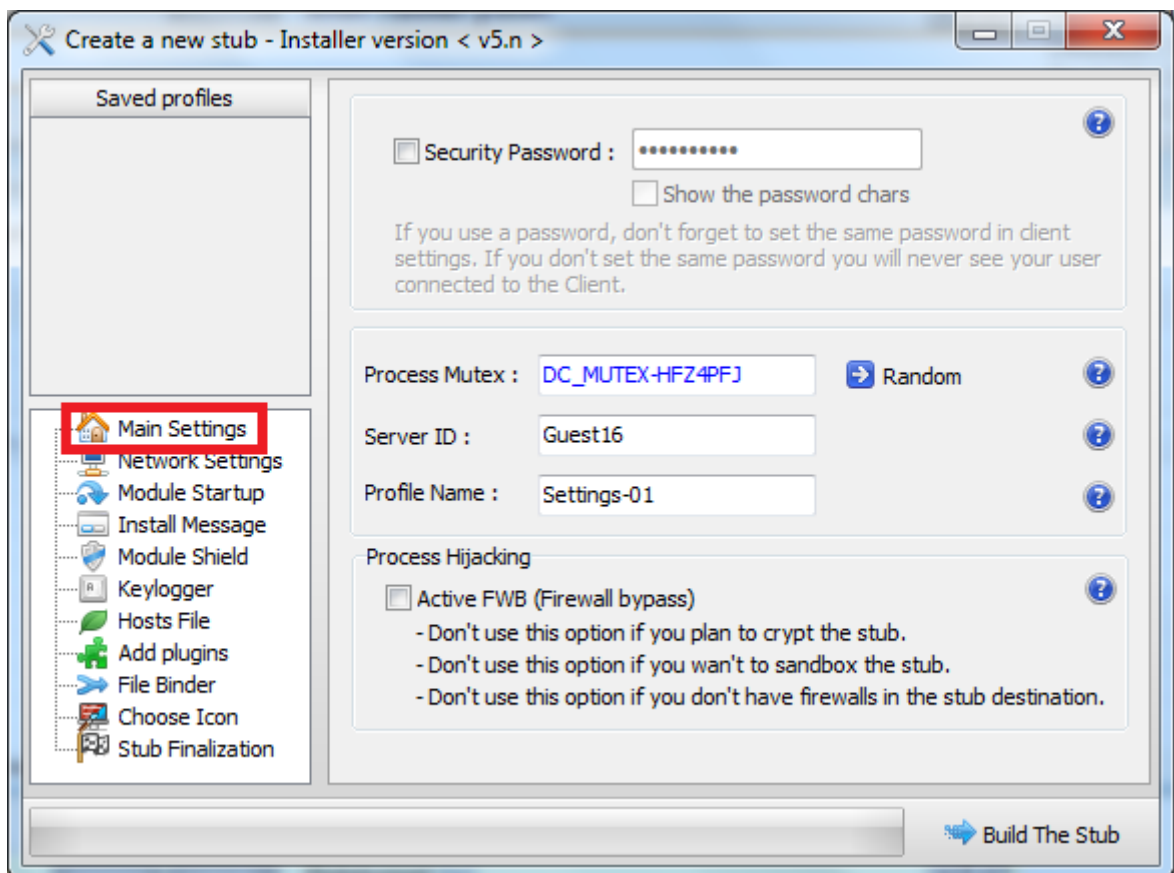 Create a new stub - Installer version < v5.n >
Saved profiles
Security Password :
••••••••••
Show the password chars
If you use a password, don't forget to set the same password in client
settings. If you don't set the same password you will never see your user
connected to the Client.
Process Mutex :
DC_MUTEX-HFZ4PFJ
Random
Server ID :
Guest16
Profile Name :
Settings-01
Process Hijacking
Active FWB (Firewall bypass)
- Don't use this option if you plan to crypt the stub.
- Don't use this option if you wan't to sandbox the stub.
- Don't use this option if you don't have firewalls in the stub destination.
Main Settings
Network Settings
Module Startup
Install Message
Module Shield
Keylogger
Hosts File
Add plugins
File Binder
Choose Icon
Stub Finalization
Build The Stub